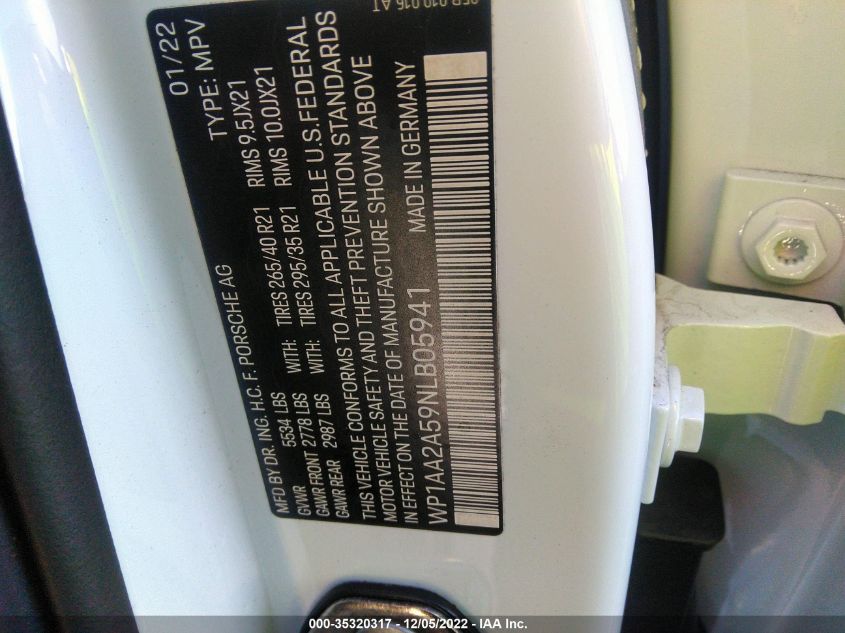 MFD BY DR. ING. H.C. F. PORSCHE AG 01/22
GVWR 5534 LBS TYPE: MPV
GAWR FRONT 2778 LBS WITH: TIRES 265/40 R21 RIMS 9.5JX21
GAWR REAR 2987 LBS WITH: TIRES 295/35 R21 RIMS 10.0JX21
THIS VEHICLE CONFORMS TO ALL APPLICABLE U.S.FEDERAL
MOTOR VEHICLE SAFETY AND THEFT PREVENTION STANDARDS
IN EFFECT ON THE DATE OF MANUFACTURE SHOWN ABOVE
WP1AA2A59NLB05941 MADE IN GERMANY
000-35320317 - 12/05/2022 - IAA Inc.